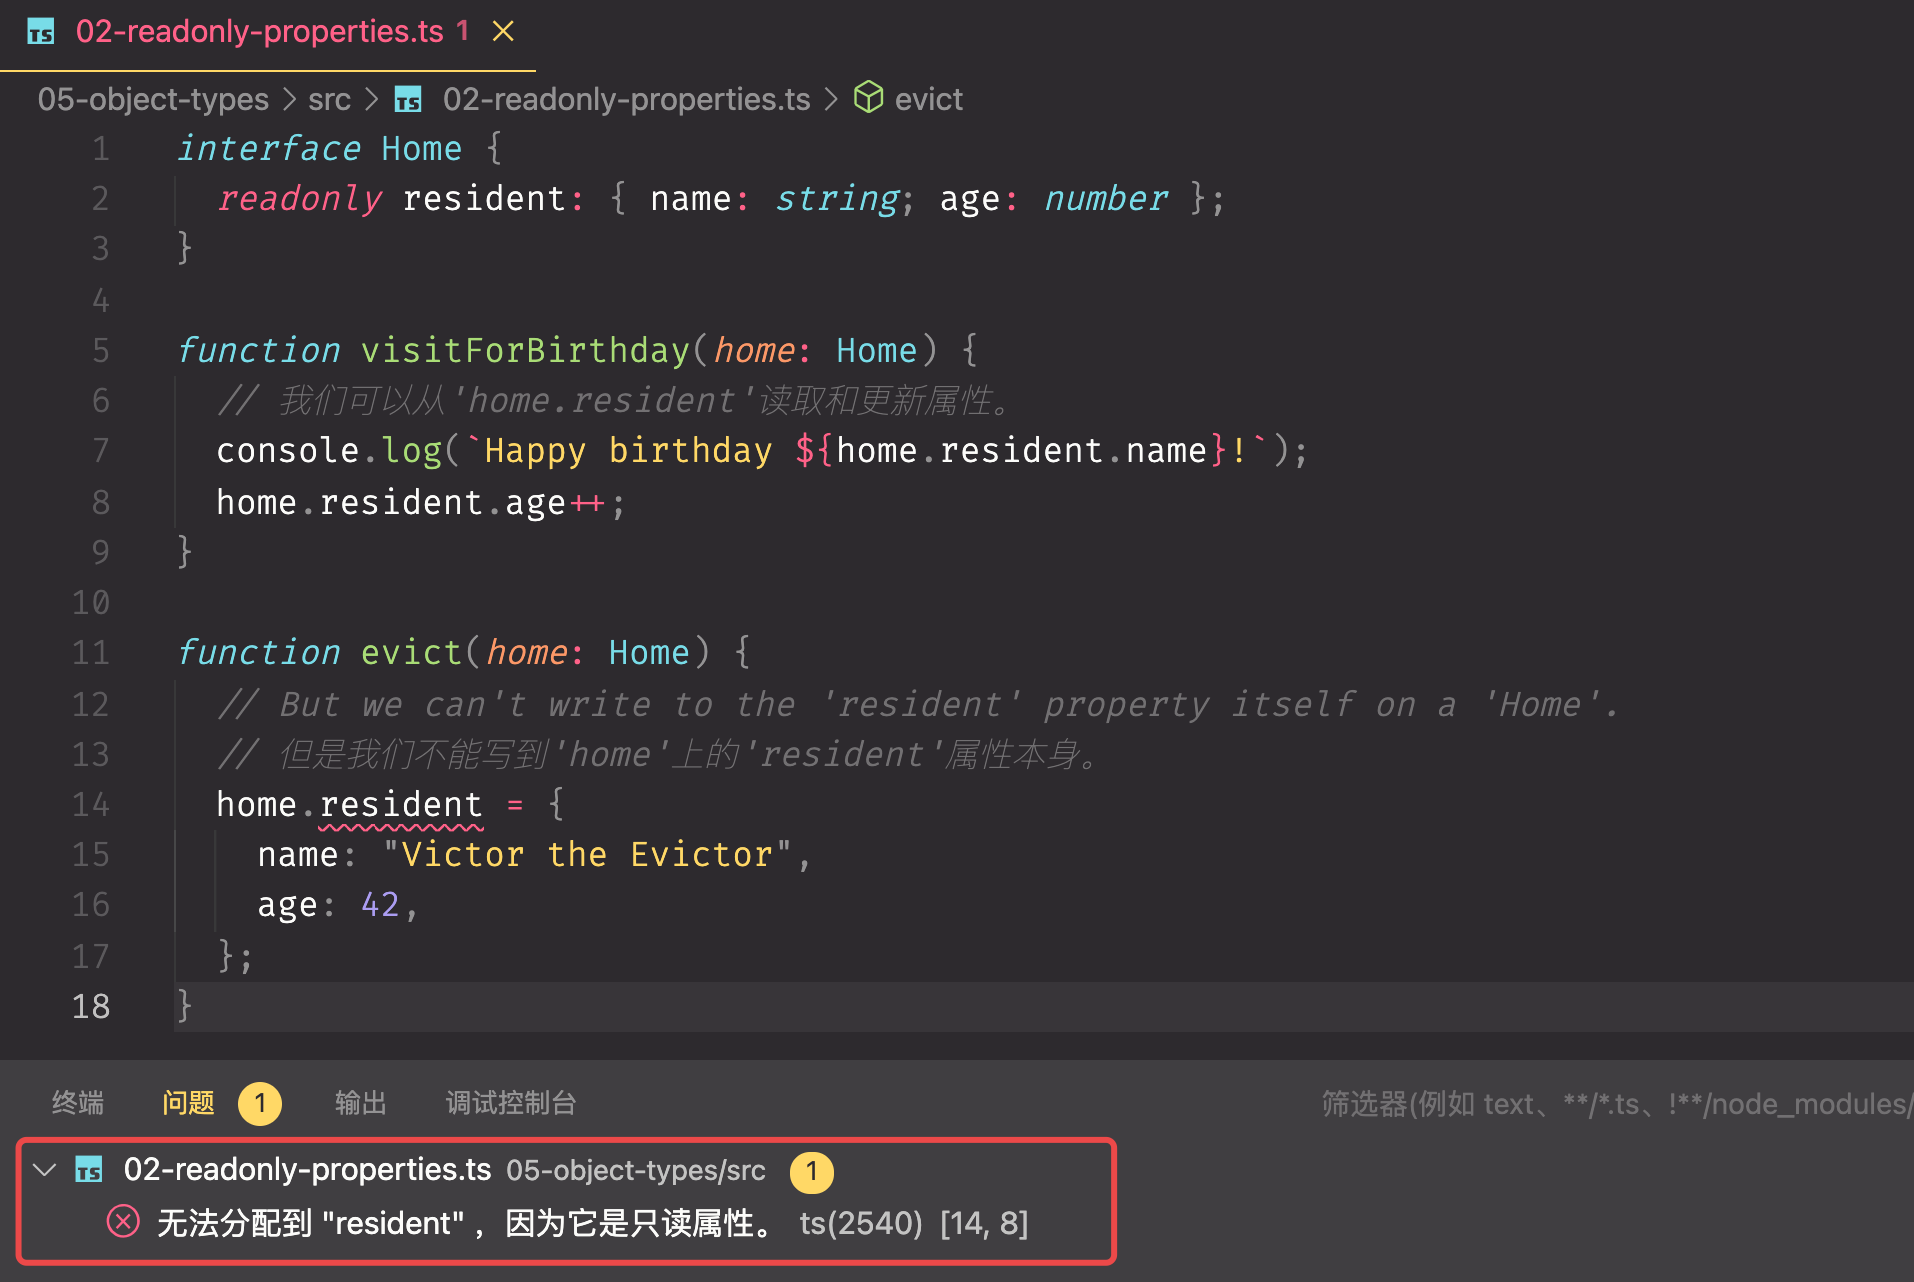 TS 02-readonly-properties.ts 1
05-object-types > src > TS 02-readonly-properties.ts > evict
1 interface Home {
2 readonly resident: { name: string; age: number };
3 }
4
5 function visitForBirthday(home: Home) {
6 // 我们可以从'home.resident'读取和更新属性。
7 console.log(`Happy birthday ${home.resident.name}!`);
8 home.resident.age++;
9 }
10
11 function evict(home: Home) {
12 // But we can't write to the 'resident' property itself on a 'Home'.
13 // 但是我们不能写到'home'上的'resident'属性本身。
14 home.resident = {
15 name: "Victor the Evictor",
16 age: 42,
17 };
18 }
终端 问题 1 输出 调试控制台 筛选器(例如 text、**/*.ts、!**/node_modules/
TS 02-readonly-properties.ts 05-object-types/src 1
无法分配到 "resident" ，因为它是只读属性。 ts(2540) [14, 8]